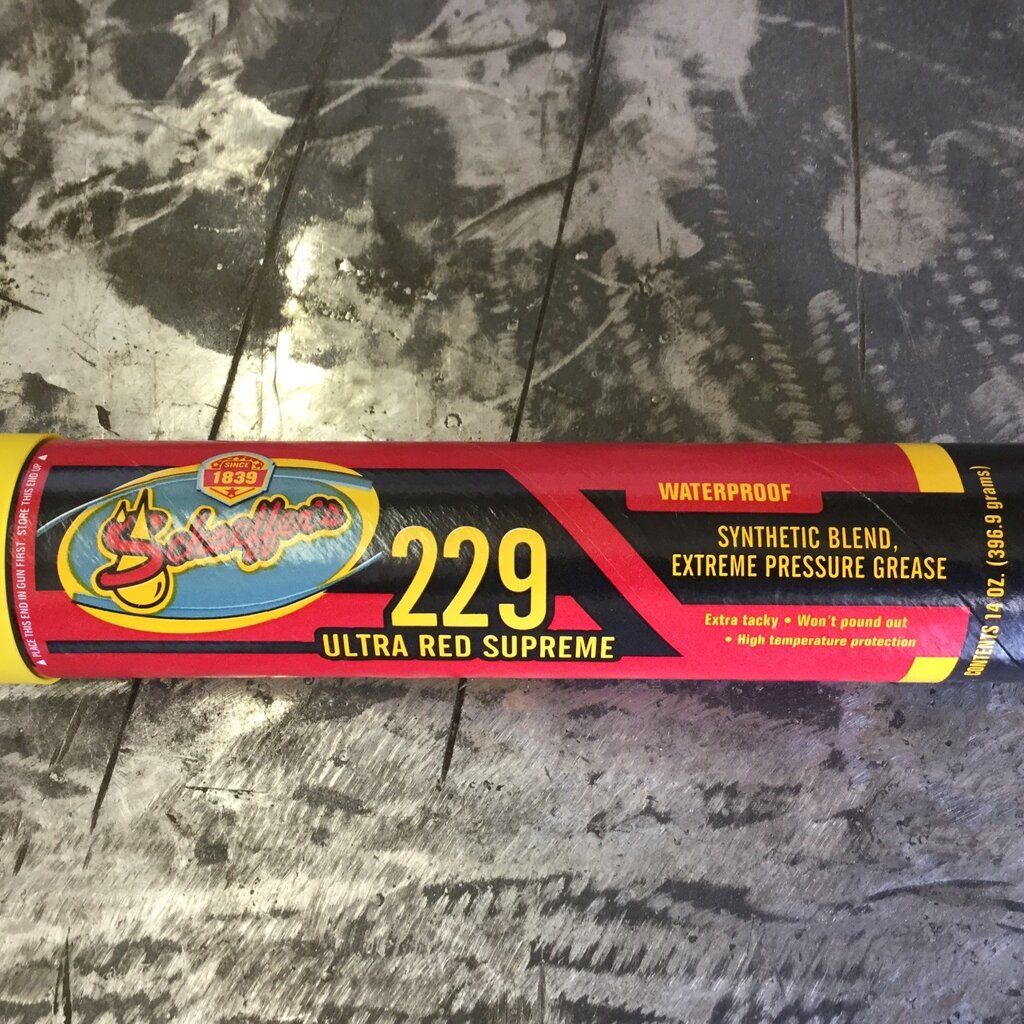 ▲ PLACE THIS END IN GUN FIRST. STORE THIS END UP ▲
SINCE
1839
Schaeffer's
229
ULTRA RED SUPREME
WATERPROOF
SYNTHETIC BLEND,
EXTREME PRESSURE GREASE
Extra tacky • Won't pound out
• High temperature protection
CONTENTS 14 OZ. (396.9 grams)